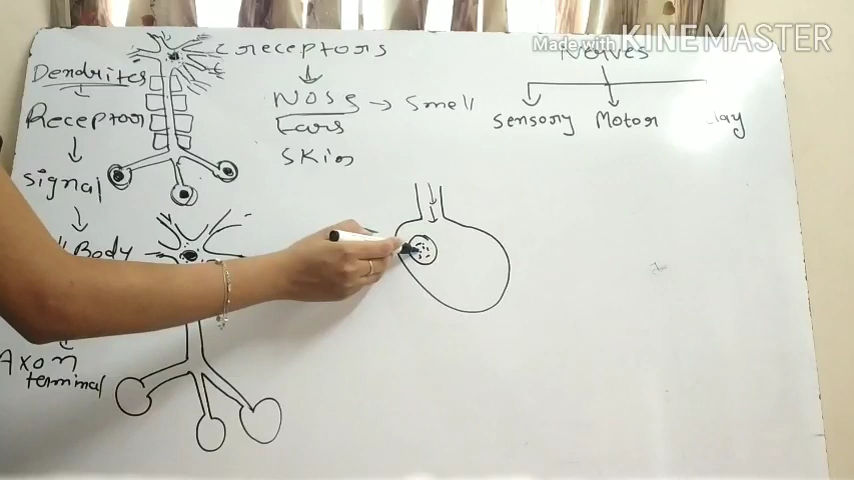 Made with KINEMASTER
Dendrites
Receptor
Signal
Body
Axon
terminal
receptors
Nose → Smell
Ears
Skin
Nerves
Sensory Motor